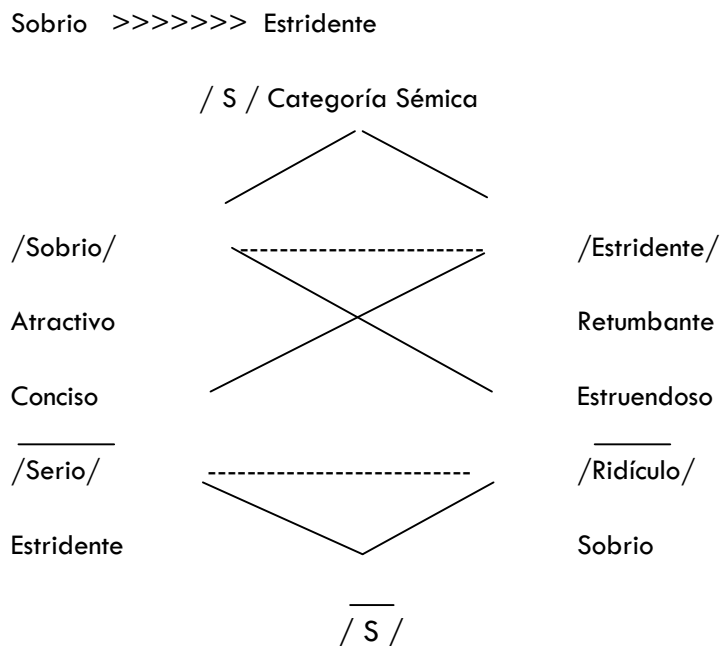 Sobrio >>>>>>> Estridente
/ S / Categoría Sémica
/Sobrio/ /Estridente/
Atractivo Retumbante
Conciso Estruendoso
/Serio/ /Ridículo/
Estridente Sobrio
/ S /